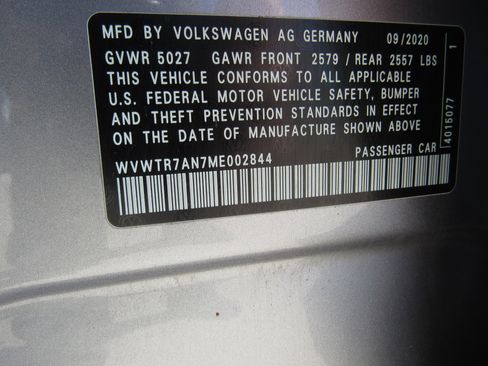 MFD BY VOLKSWAGEN AG GERMANY 09/2020
GVWR 5027 GAWR FRONT 2579 / REAR 2557 LBS
THIS VEHICLE CONFORMS TO ALL APPLICABLE
U.S. FEDERAL MOTOR VEHICLE SAFETY, BUMPER
AND THEFT PREVENTION STANDARDS IN EFFECT
ON THE DATE OF MANUFACTURE SHOWN ABOVE
WVWTR7AN7ME002844 PASSENGER CAR
4015077 1